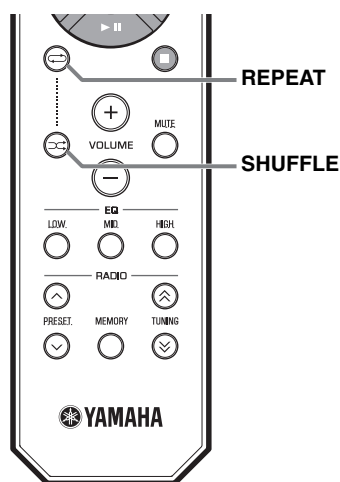 REPEAT
MUTE
VOLUME
SHUFFLE
EQ
LOW MID. HIGH
RADIO
PRESET MEMORY TUNING
YAMAHA